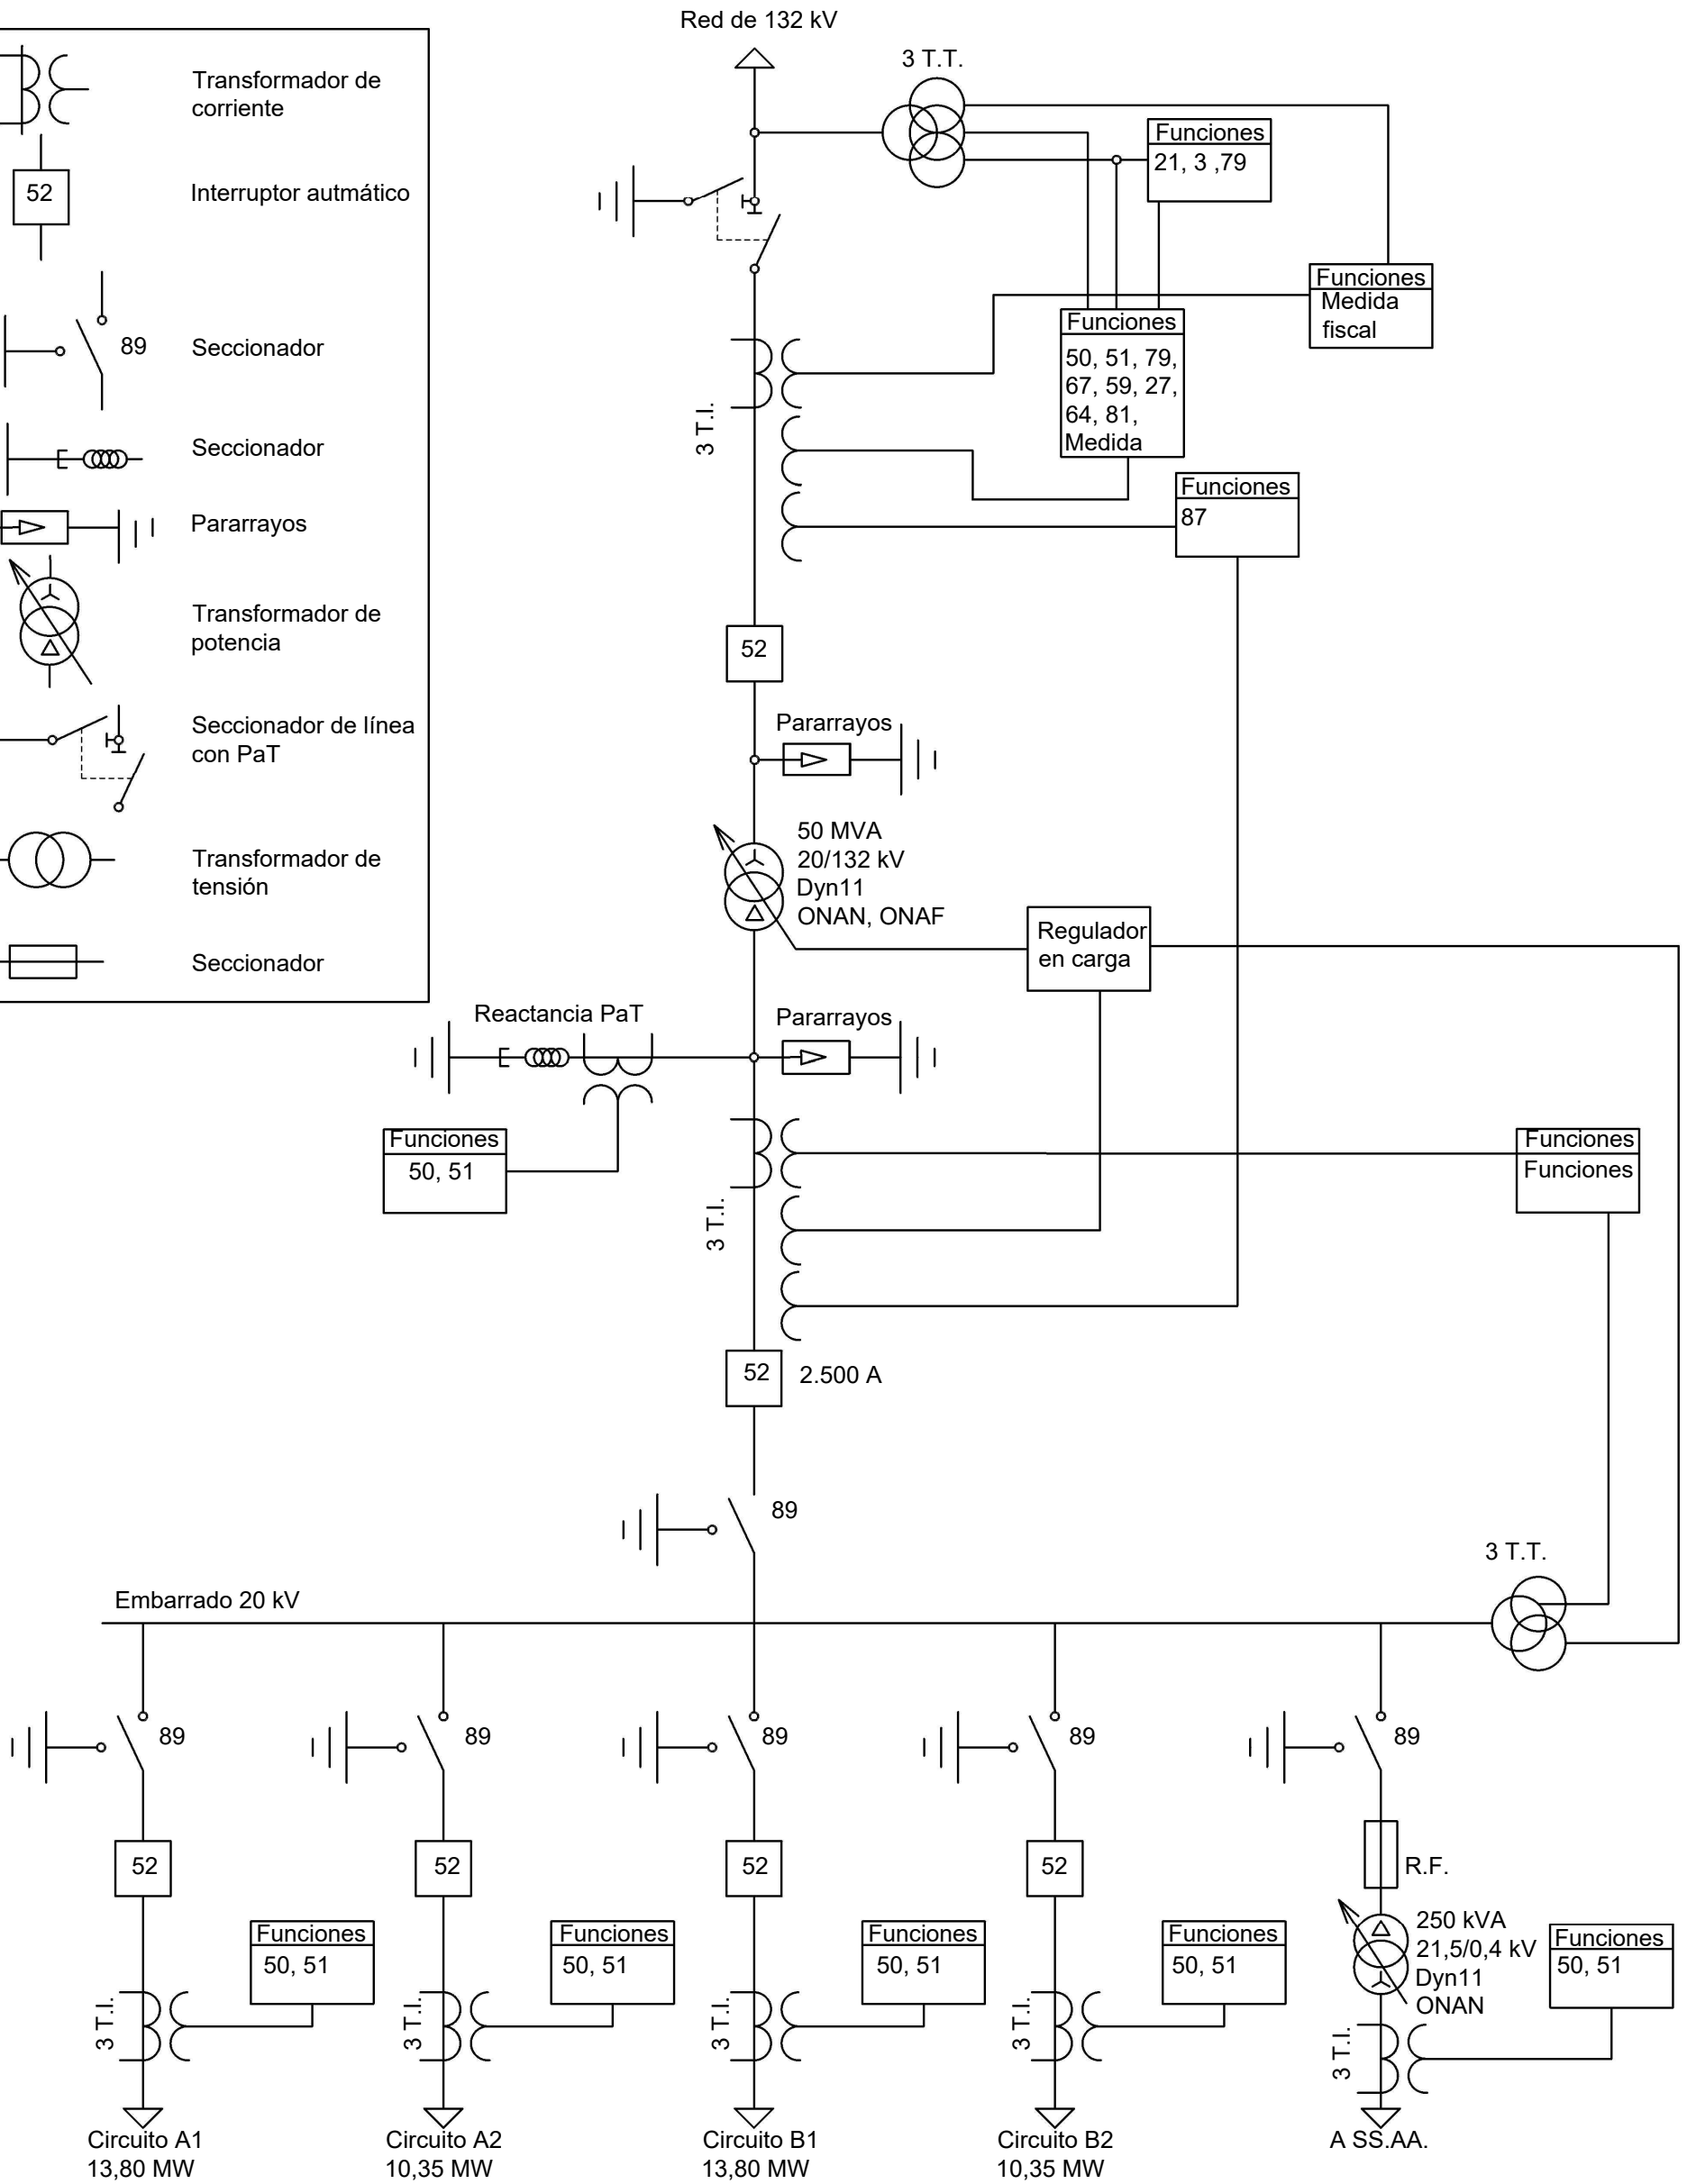 Red de 132 kV
3 T.T.
Transformador de
corriente
52
Interruptor autmático
89
Seccionador
Seccionador
Pararrayos
Transformador de
potencia
Seccionador de línea
con PaT
Transformador de
tensión
Seccionador
Funciones
21, 3 ,79
Funciones
Medida
fiscal
Funciones
50, 51, 79,
67, 59, 27,
64, 81,
Medida
3 T.I.
Funciones
87
52
Pararrayos
50 MVA
20/132 kV
Dyn11
ONAN, ONAF
Regulador
en carga
Reactancia PaT
Pararrayos
Funciones
50, 51
3 T.I.
Funciones
Funciones
52
2.500 A
89
3 T.T.
Embarrado 20 kV
89
89
89
89
89
52
52
52
52
R.F.
Funciones
50, 51
Funciones
50, 51
Funciones
50, 51
Funciones
50, 51
250 kVA
21,5/0,4 kV
Dyn11
ONAN
Funciones
50, 51
3 T.I.
3 T.I.
3 T.I.
3 T.I.
3 T.I.
Circuito A1
13,80 MW
Circuito A2
10,35 MW
Circuito B1
13,80 MW
Circuito B2
10,35 MW
A SS.AA.